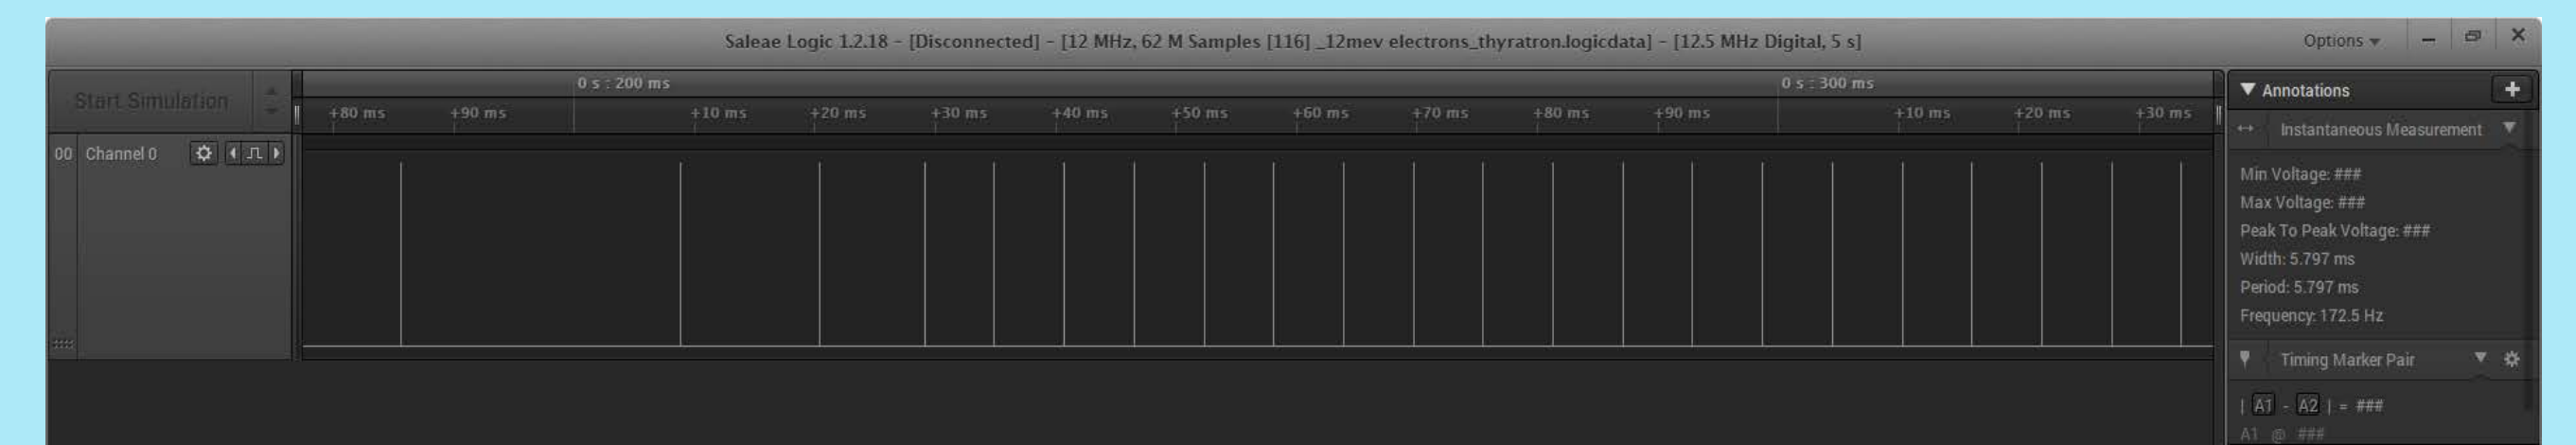 Saleae Logic 1.2.18 - [Disconnected] - [12 MHz, 62 M Samples [116] _12mev electrons_thyratron.logicdata] - [12.5 MHz Digital, 5 s]
Options
Start Simulation
0 s : 200 ms
0 s : 300 ms
+80 ms +90 ms +10 ms +20 ms +30 ms +40 ms +50 ms +60 ms +70 ms +80 ms +90 ms +10 ms +20 ms +30 ms
00 Channel 0
Annotations
Instantaneous Measurement
Min Voltage: ###
Max Voltage: ###
Peak To Peak Voltage: ###
Width: 5.797 ms
Period: 5.797 ms
Frequency: 172.5 Hz
Timing Marker Pair
| A1 - A2 | = ###
A1 @ ###